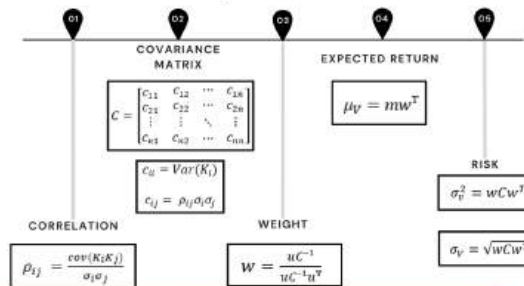 01 02 03 04 05
COVARIANCE
MATRIX
C = [c₁₁ c₁₂ ⋯ c₁ₙ
c₂₁ c₂₂ ⋯ c₂ₙ
⋮ ⋮ ⋱ ⋮
cₙ₁ cₙ₂ ⋯ cₙₙ]
cᵢᵢ = Var(Kᵢ)
cᵢⱼ = ρᵢⱼσᵢσⱼ
EXPECTED RETURN
μ_V = mwᵀ
RISK
σᵥ² = wCwᵀ
σ_V = √wCw
CORRELATION
ρᵢⱼ = cov(KᵢKⱼ) / σᵢσⱼ
WEIGHT
w = uC⁻¹ / uC⁻¹uᵀ